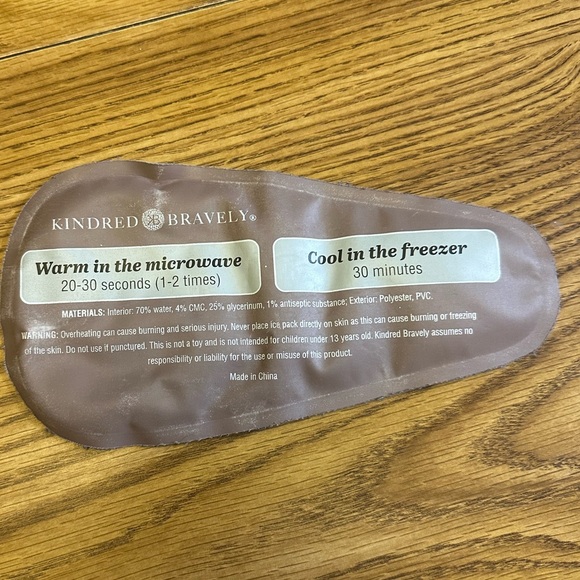 KINDRED BRAVELY®
Warm in the microwave
20-30 seconds (1-2 times)
Cool in the freezer
30 minutes
MATERIALS: Interior: 70% water, 4% CMC, 25% glycerinum, 1% antiseptic substance; Exterior: Polyester, PVC.
WARNING: Overheating can cause burning and serious injury. Never place ice pack directly on skin as this can cause burning or freezing
of the skin. Do not use if punctured. This is not a toy and is not intended for children under 13 years old. Kindred Bravely assumes no
responsibility or liability for the use or misuse of this product.
Made in China